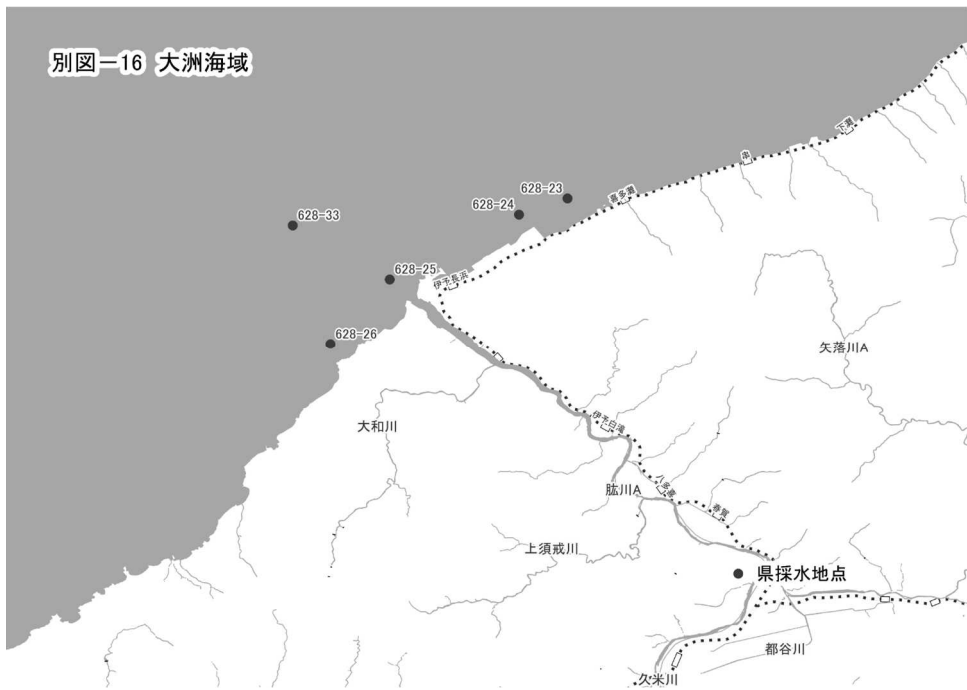 別図－16 大洲海域
下灘
串
喜多灘
628-23
628-24
628-33
628-25
伊予長浜
628-26
矢落川A
大和川
伊予白滝
八多喜
肱川A
春賀
上須戒川
県採水地点
都谷川
久米川